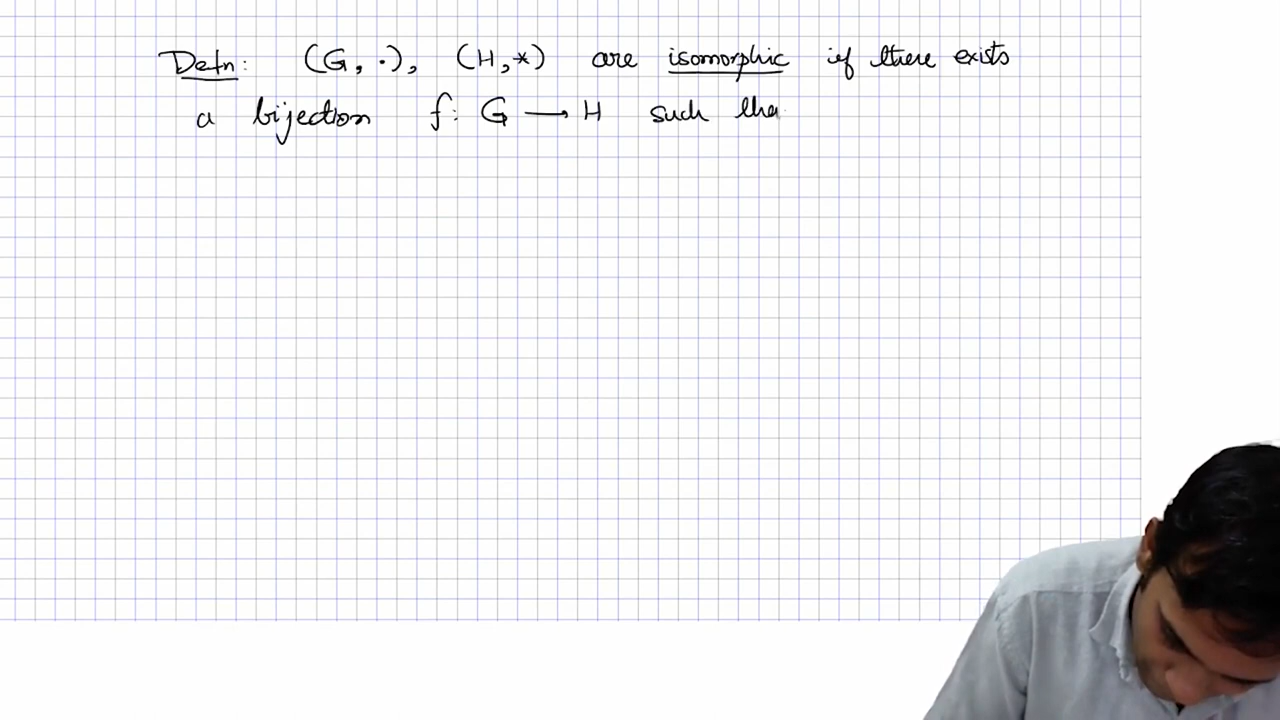 Defn: (G, ·), (H, *) are isomorphic if there exists
a bijection f: G → H such tha